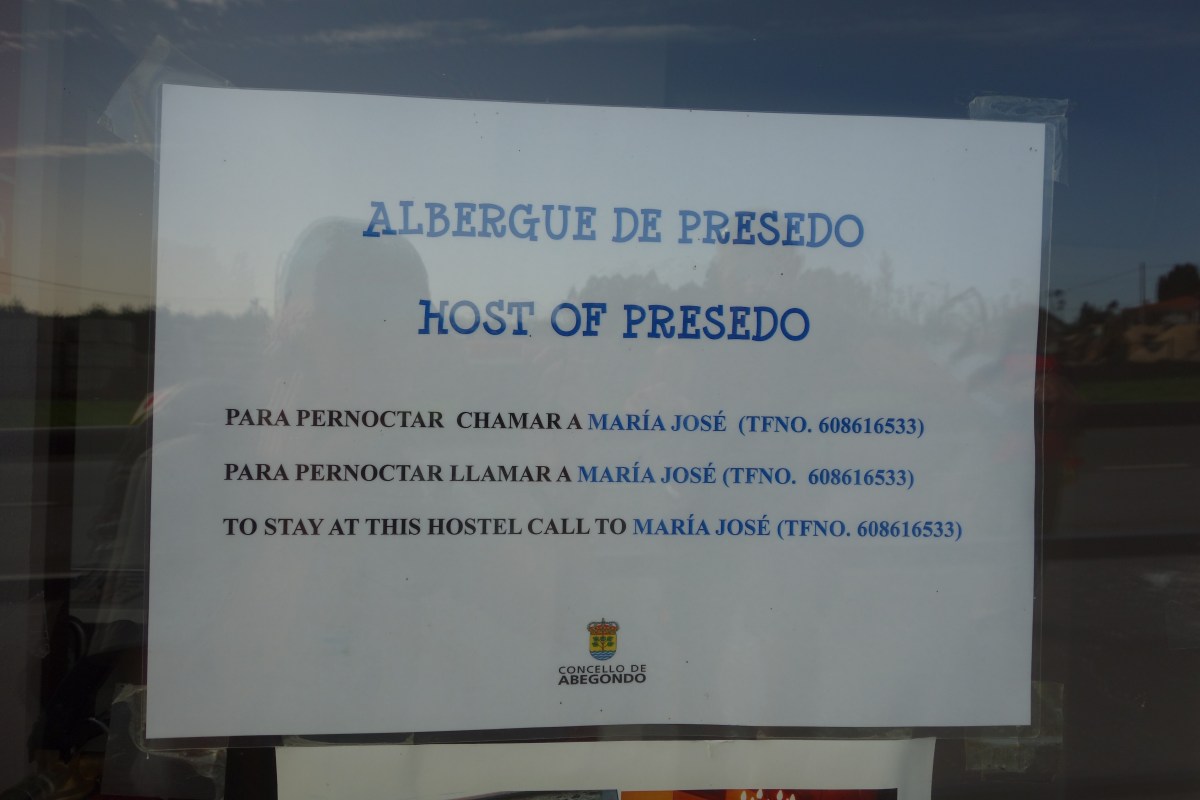 ALBERGUE DE PRESEDO
HOST OF PRESEDO
PARA PERNOCTAR CHAMAR A MARÍA JOSÉ (TFNO. 608616533)
PARA PERNOCTAR LLAMAR A MARÍA JOSÉ (TFNO. 608616533)
TO STAY AT THIS HOSTEL CALL TO MARÍA JOSÉ (TFNO. 608616533)
CONCELLO DE
ABEGONDO